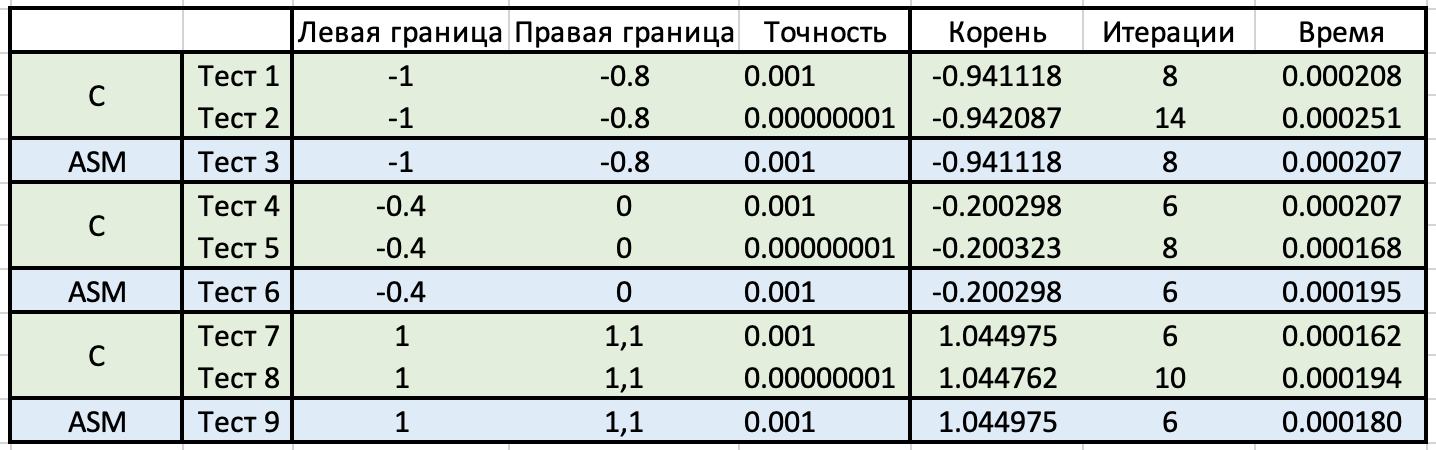 Левая граница Правая граница Точность Корень Итерации Время
C
Тест 1 -1 -0.8 0.001 -0.941118 8 0.000208
Тест 2 -1 -0.8 0.00000001 -0.942087 14 0.000251
ASM Тест 3 -1 -0.8 0.001 -0.941118 8 0.000207
C
Тест 4 -0.4 0 0.001 -0.200298 6 0.000207
Тест 5 -0.4 0 0.00000001 -0.200323 8 0.000168
ASM Тест 6 -0.4 0 0.001 -0.200298 6 0.000195
C
Тест 7 1 1,1 0.001 1.044975 6 0.000162
Тест 8 1 1,1 0.00000001 1.044762 10 0.000194
ASM Тест 9 1 1,1 0.001 1.044975 6 0.000180